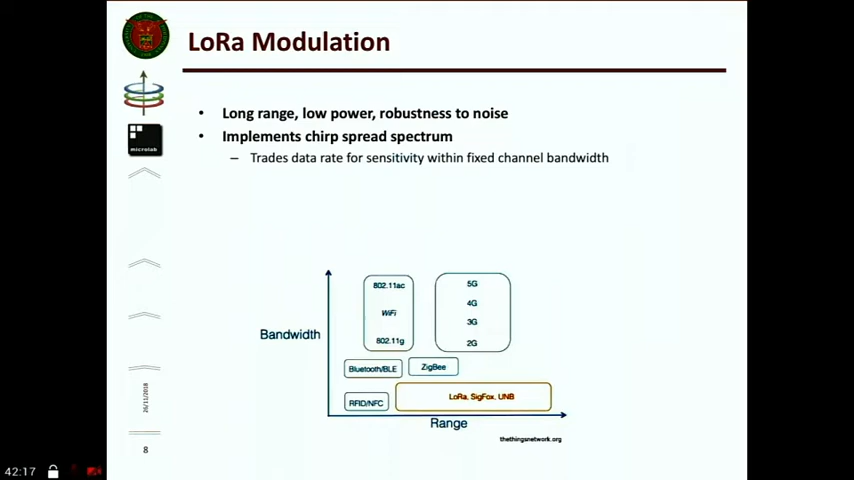 LoRa Modulation
• Long range, low power, robustness to noise
• Implements chirp spread spectrum
– Trades data rate for sensitivity within fixed channel bandwidth
microlab
802.11ac
WiFi
802.11g
5G
4G
3G
2G
Bandwidth
Bluetooth/BLE
ZigBee
RFID/NFC
LoRa, SigFox, UNB
Range
thethingsnetwork.org
26/11/2018
8
42:17